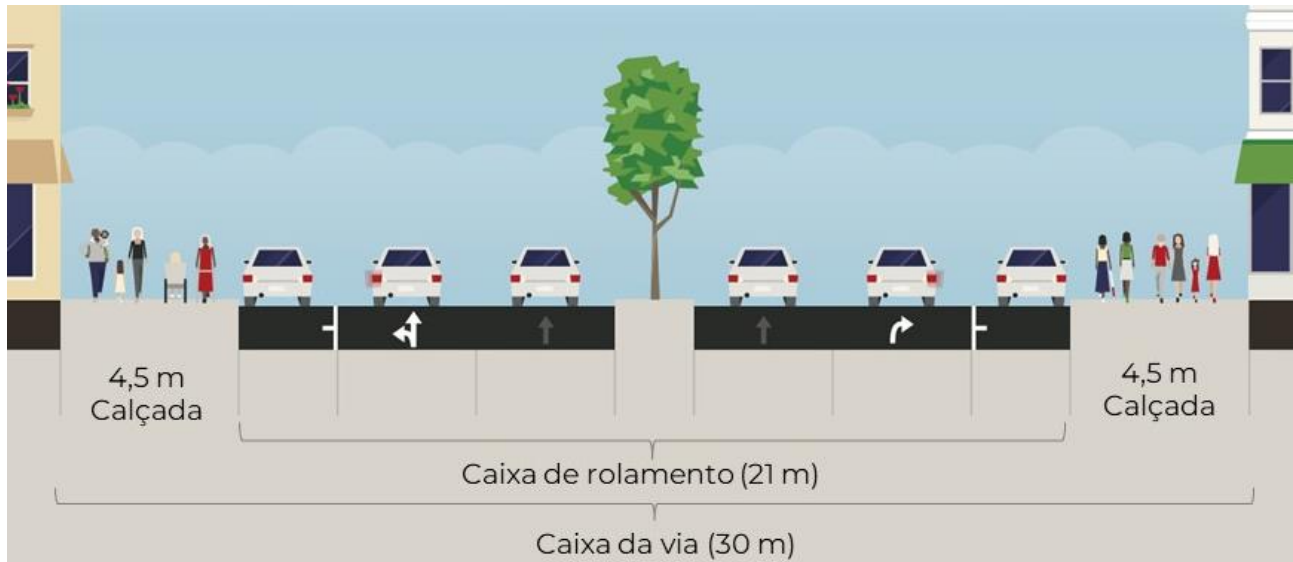 4,5 m
Calçada
4,5 m
Calçada
Caixa de rolamento (21 m)
Caixa da via (30 m)